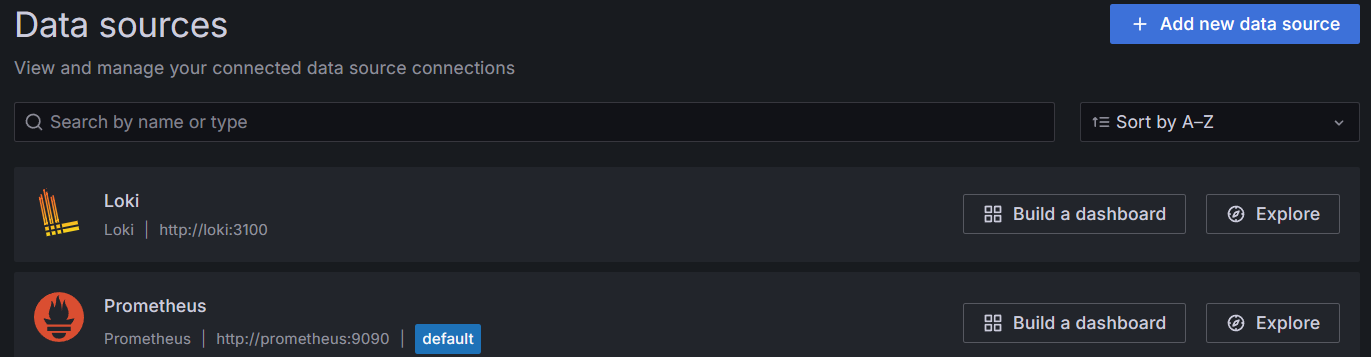 Data sources
Add new data source
View and manage your connected data source connections
Search by name or type
Sort by A–Z
Loki
Loki | http://loki:3100
Build a dashboard
Explore
Prometheus
Prometheus | http://prometheus:9090 | default
Build a dashboard
Explore